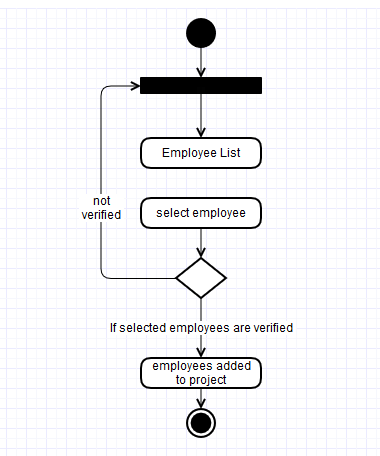 Employee List
not
verified
select employee
If selected employees are verified
employees added
to project